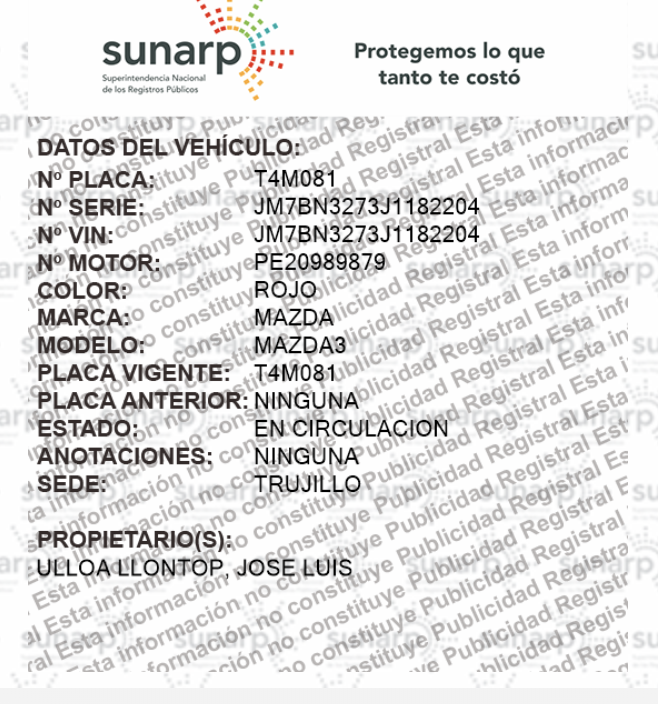 sunarp
Superintendencia Nacional
de los Registros Públicos
Protegemos lo que
tanto te costó
DATOS DEL VEHÍCULO:
Nº PLACA: T4M081
Nº SERIE: JM7BN3273J1182204
Nº VIN: JM7BN3273J1182204
Nº MOTOR: PE20989879
COLOR: ROJO
MARCA: MAZDA
MODELO: MAZDA3
PLACA VIGENTE: T4M081
PLACA ANTERIOR: NINGUNA
ESTADO: EN CIRCULACION
ANOTACIONES: NINGUNA
SEDE: TRUJILLO
PROPIETARIO(S):
ULLOA LLONTOP, JOSE LUIS
Esta información no constituye Publicidad Registral